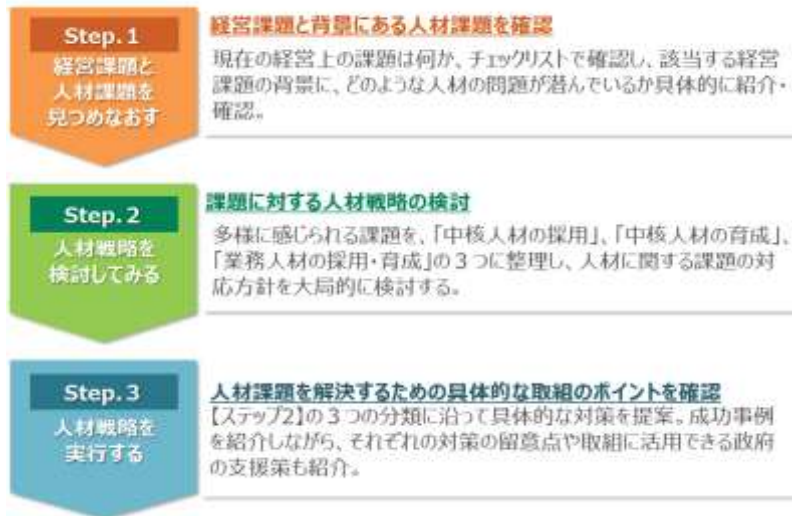 Step.1
経営課題と
人材課題を
見つめなおす
経営課題と背景にある人材課題を確認
現在の経営上の課題は何か、チェックリストで確認し、該当する経営
課題の背景に、どのような人材の問題が潜んでいるか具体的に紹介・
確認。
Step.2
人材戦略を
検討してみる
課題に対する人材戦略の検討
多様に感じられる課題を、「中核人材の採用」、「中核人材の育成」、
「業務人材の採用・育成」の3つに整理し、人材に関する課題の対
応方針を大局的に検討する。
Step.3
人材戦略を
実行する
人材課題を解決するための具体的な取組のポイントを確認
【ステップ2】の3つの分類に沿って具体的な対策を提案。成功事例
を紹介しながら、それぞれの対策の留意点や取組に活用できる政府
の支援策も紹介。